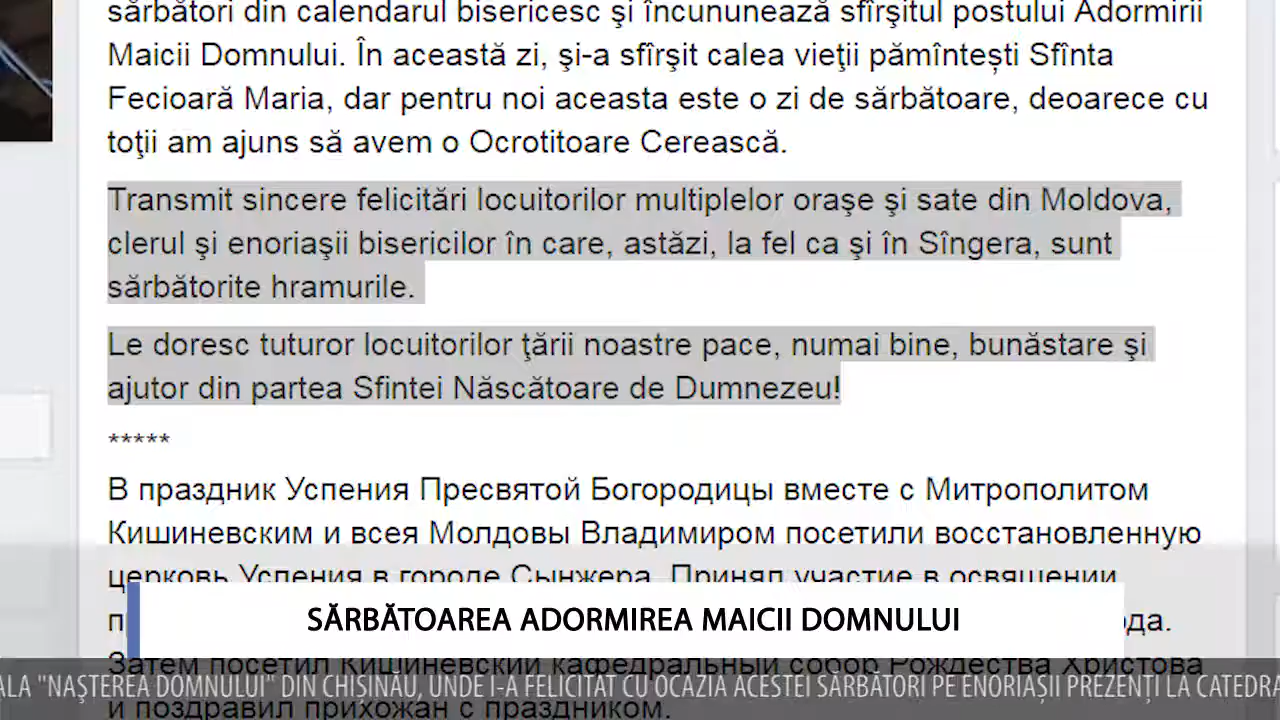 sărbători din calendarul bisericesc şi încununează sfîrşitul postului Adormirii
Maicii Domnului. În această zi, şi-a sfîrşit calea vieţii pămîntești Sfînta
Fecioară Maria, dar pentru noi aceasta este o zi de sărbătoare, deoarece cu
toţii am ajuns să avem o Ocrotitoare Cerească.
Transmit sincere felicitări locuitorilor multiplelor oraşe şi sate din Moldova,
clerul şi enoriaşii bisericilor în care, astăzi, la fel ca şi în Sîngera, sunt
sărbătorite hramurile.
Le doresc tuturor locuitorilor ţării noastre pace, numai bine, bunăstare şi
ajutor din partea Sfintei Născătoare de Dumnezeu!
*****
В праздник Успения Пресвятой Богородицы вместе с Митрополитом
Кишиневским и всея Молдовы Владимиром посетили восстановленную
церковь Успения в городе Сынжера. Принял участие в освящении
SĂRBĂTOAREA ADORMIREA MAICII DOMNULUI
Затем посетил Кишиневский кафедральный собор Рождества Христова
ALA "NAŞTEREA DOMNULUI" DIN CHIȘINĂU, UNDE I-A FELICITAT CU OCAZIA ACESTEI SĂRBĂTORI PE ENORIAȘII PREZENȚI LA CATEDRA
и поздравил прихожан с праздником.